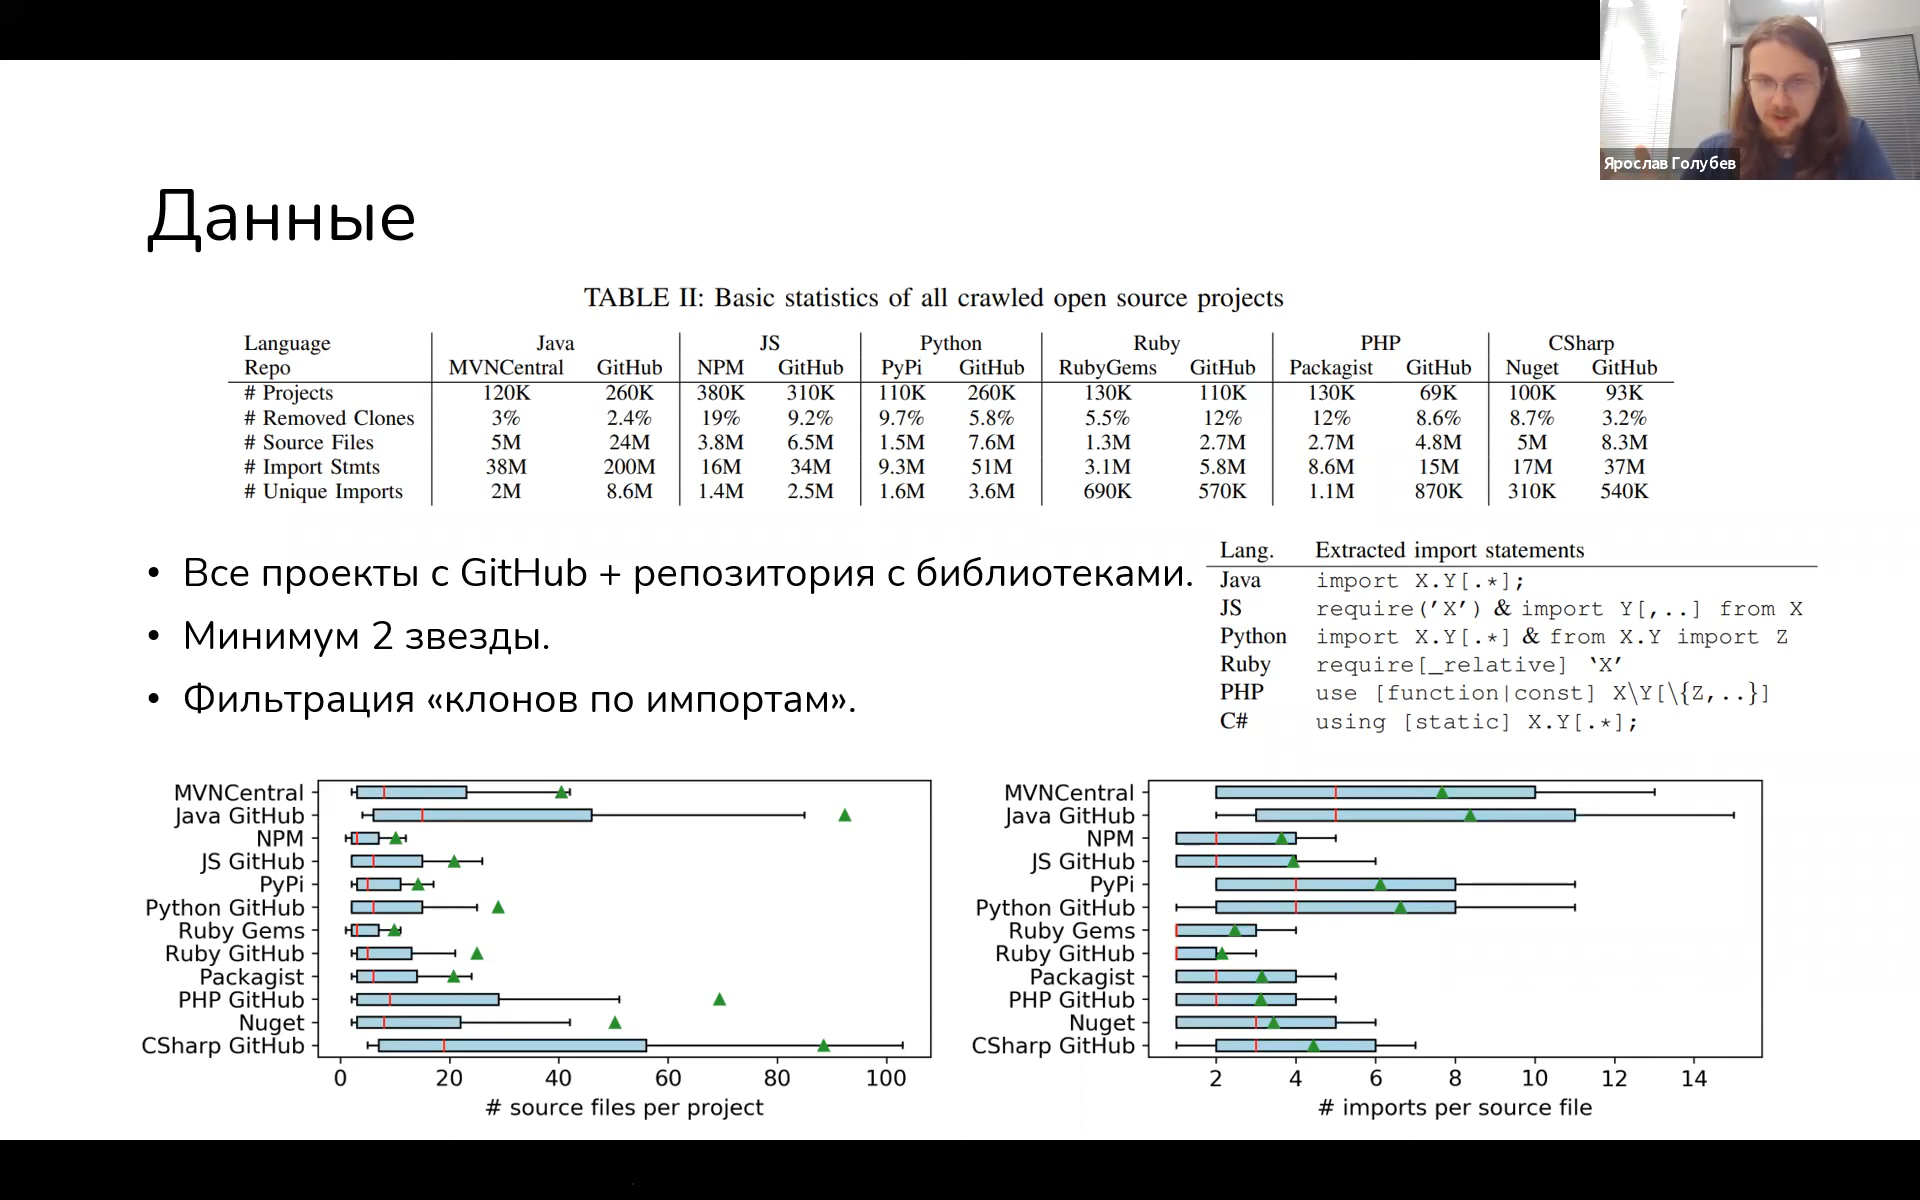 Ярослав Голубев
Данные
TABLE II: Basic statistics of all crawled open source projects
Language Java JS Python Ruby PHP CSharp
Repo MVNCentral GitHub NPM GitHub PyPi GitHub RubyGems GitHub Packagist GitHub Nuget GitHub
# Projects 120K 260K 380K 310K 110K 260K 130K 110K 130K 69K 100K 93K
# Removed Clones 3% 2.4% 19% 9.2% 9.7% 5.8% 5.5% 12% 12% 8.6% 8.7% 3.2%
# Source Files 5M 24M 3.8M 6.5M 1.5M 7.6M 1.3M 2.7M 2.7M 4.8M 5M 8.3M
# Import Stmts 38M 200M 16M 34M 9.3M 51M 3.1M 5.8M 8.6M 15M 17M 37M
# Unique Imports 2M 8.6M 1.4M 2.5M 1.6M 3.6M 690K 570K 1.1M 870K 310K 540K
• Все проекты с GitHub + репозитория с библиотеками.
• Минимум 2 звезды.
• Фильтрация «клонов по импортам».
Lang. Extracted import statements
Java import X.Y[.*];
JS require('X') & import Y[,..] from X
Python import X.Y[.*] & from X.Y import Z
Ruby require[_relative] ‘X’
PHP use [function|const] X\Y[\{Z,..}]
C# using [static] X.Y[.*];
MVNCentral
Java GitHub
NPM
JS GitHub
PyPi
Python GitHub
Ruby Gems
Ruby GitHub
Packagist
PHP GitHub
Nuget
CSharp GitHub
0 20 40 60 80 100
# source files per project
MVNCentral
Java GitHub
NPM
JS GitHub
PyPi
Python GitHub
Ruby Gems
Ruby GitHub
Packagist
PHP GitHub
Nuget
CSharp GitHub
2 4 6 8 10 12 14
# imports per source file